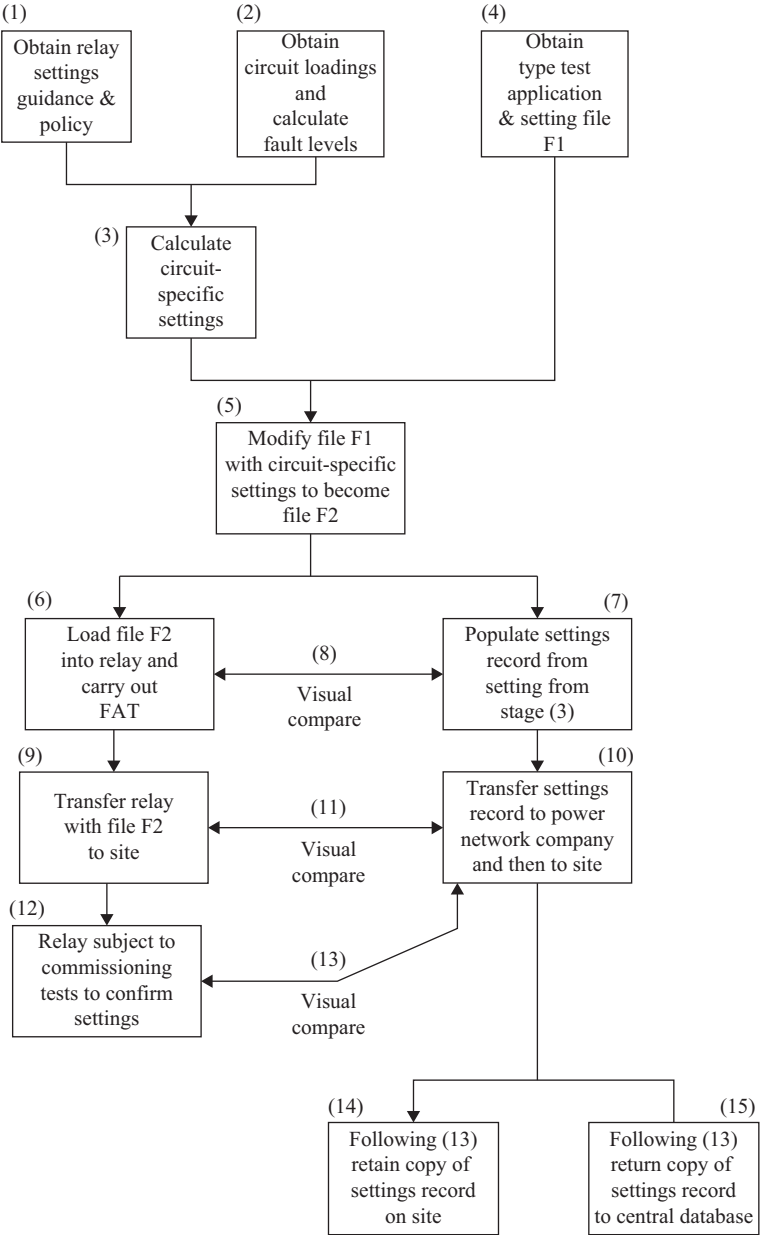 (1)
Obtain relay
settings
guidance &
policy
(2)
Obtain
circuit loadings
and
calculate
fault levels
(4)
Obtain
type test
application
& setting file
F1
(3)
Calculate
circuit-
specific
settings
(5)
Modify file F1
with circuit-specific
settings to become
file F2
(6)
Load file F2
into relay and
carry out
FAT
(8)
Visual
compare
(7)
Populate settings
record from
setting from
stage (3)
(9)
Transfer relay
with file F2
to site
(11)
Visual
compare
(10)
Transfer settings
record to power
network company
and then to site
(12)
Relay subject to
commissioning
tests to confirm
settings
(13)
Visual
compare
(14)
Following (13)
retain copy of
settings record
on site
(15)
Following (13)
return copy of
settings record
to central database